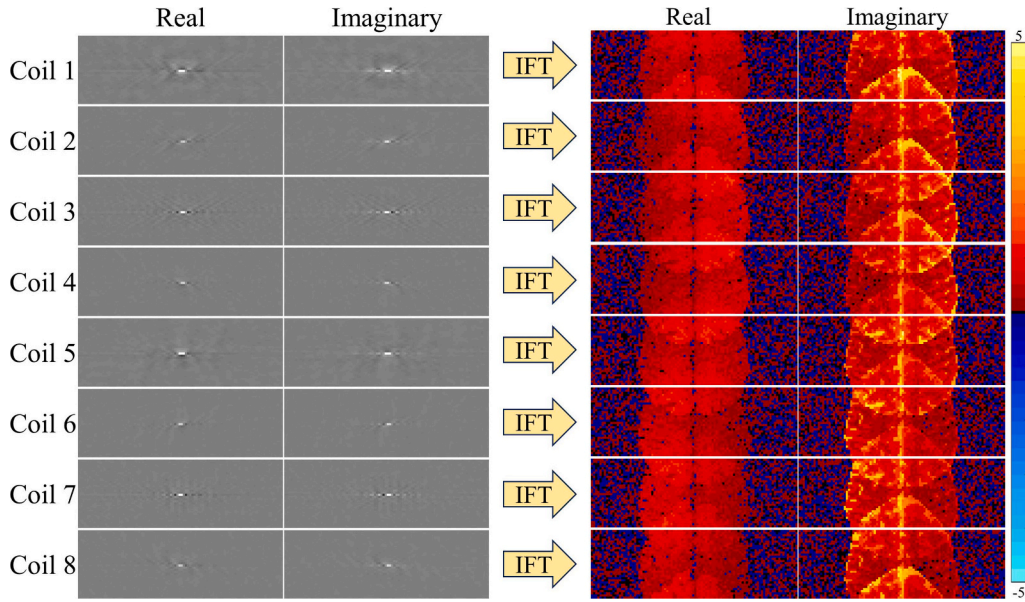 Real Imaginary Real Imaginary
5
Coil 1 IFT
Coil 2 IFT
Coil 3 IFT
Coil 4 IFT
Coil 5 IFT
Coil 6 IFT
Coil 7 IFT
Coil 8 IFT
-5